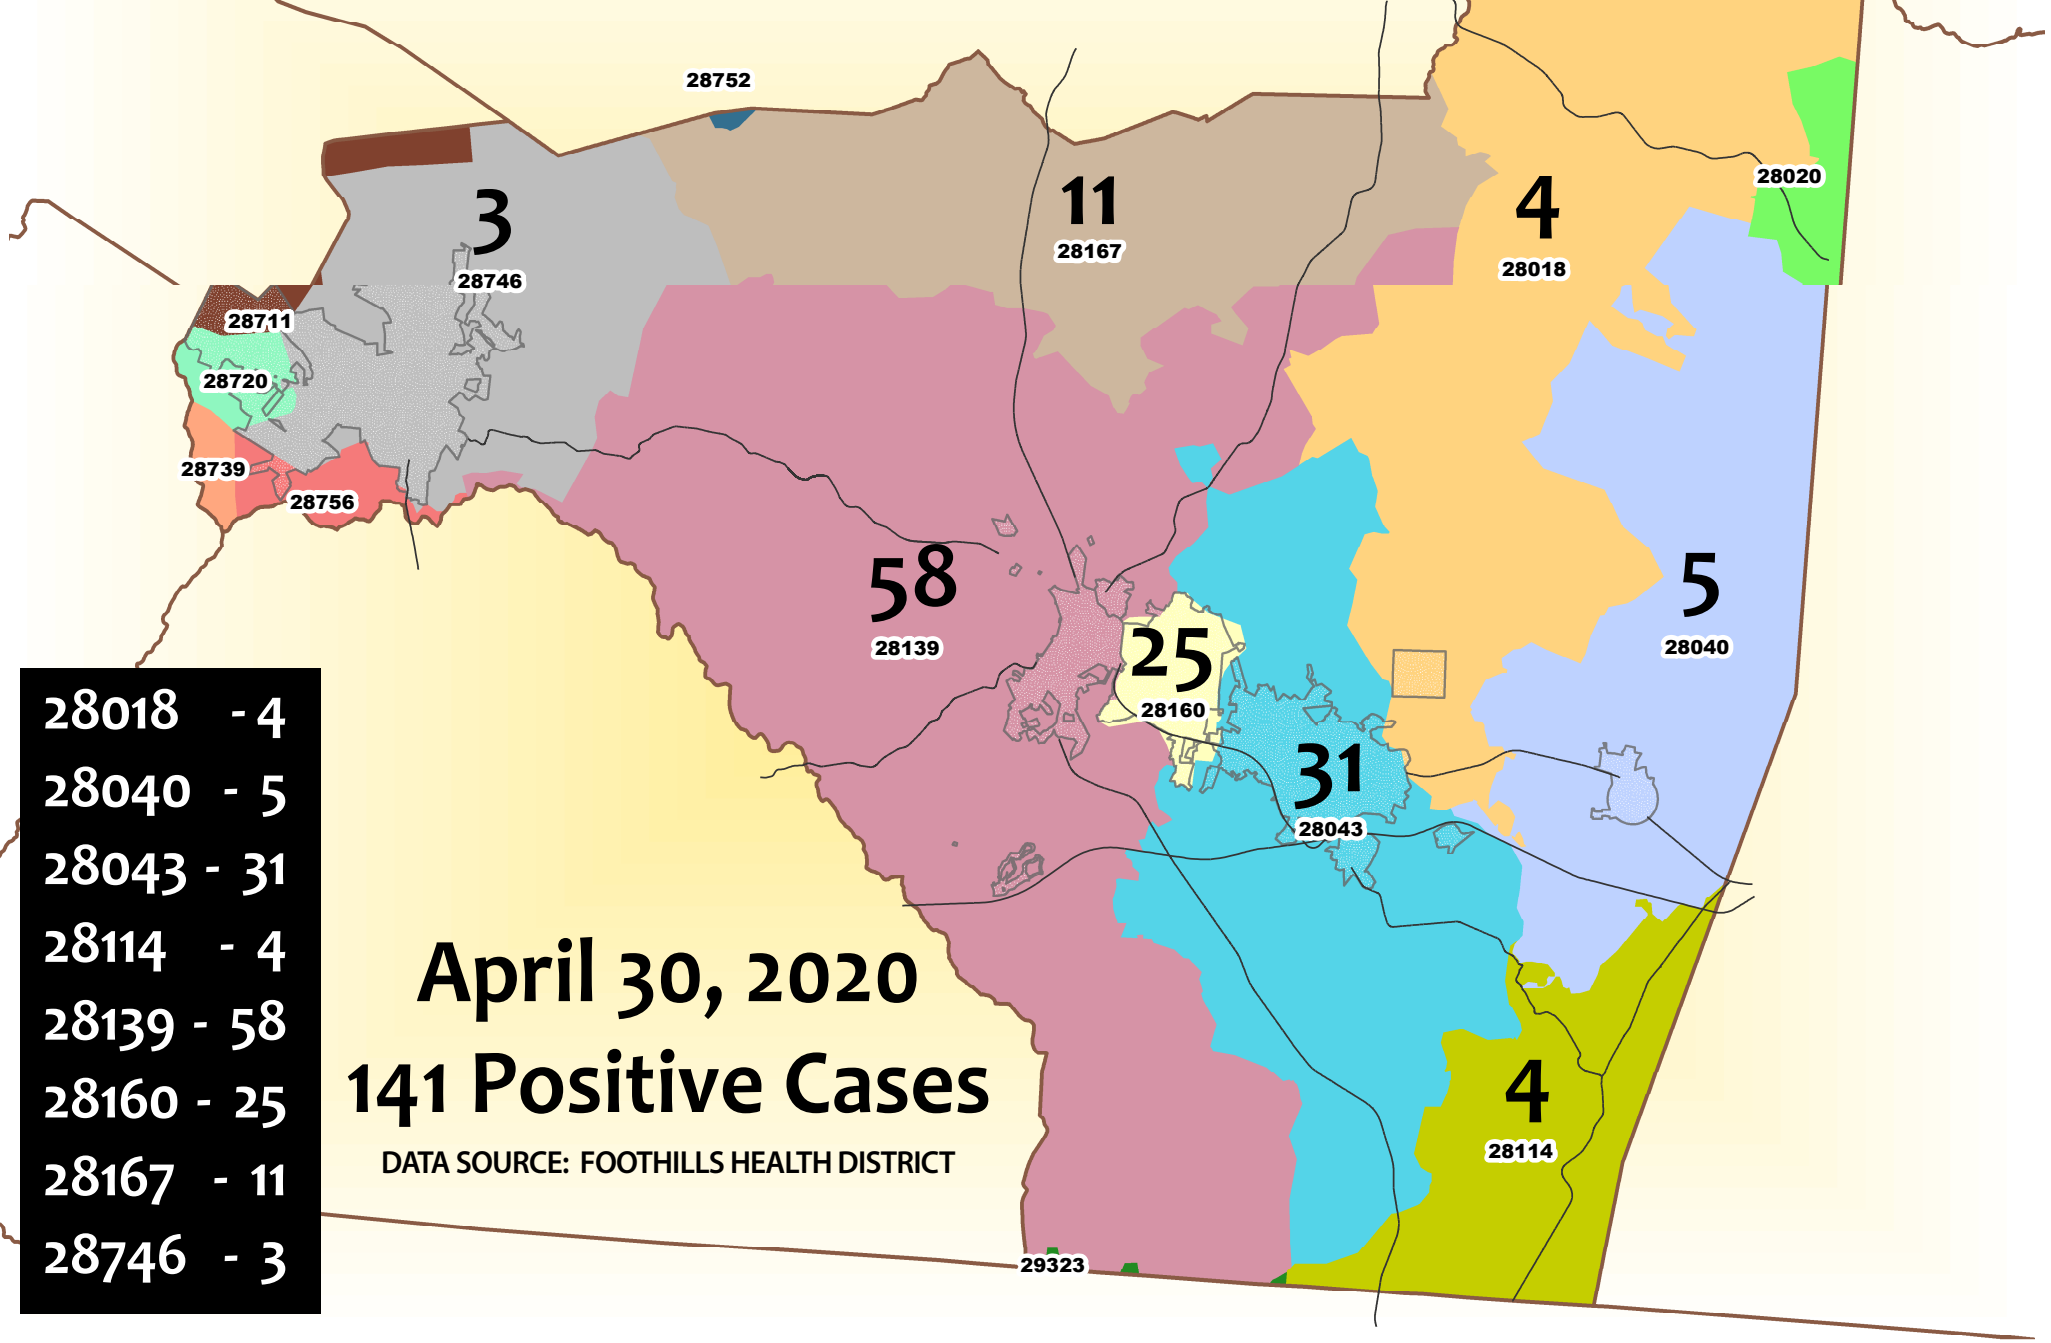 28752
11
28167
4
28018
28020
3
28746
28711
28720
28739
28756
58
28139
25
28160
5
28040
31
28043
4
28114
29323
28018 - 4
28040 - 5
28043 - 31
28114 - 4
28139 - 58
28160 - 25
28167 - 11
28746 - 3
April 30, 2020
141 Positive Cases
DATA SOURCE: FOOTHILLS HEALTH DISTRICT